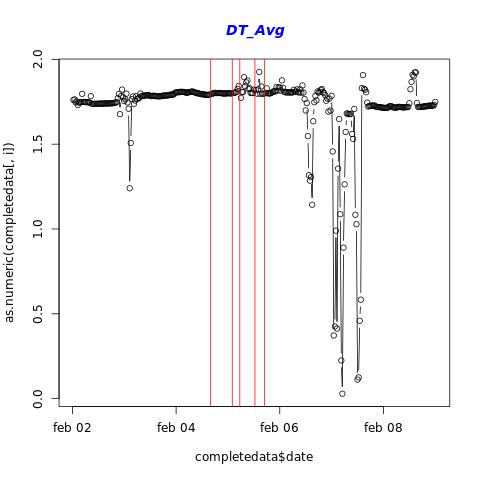 DT_Avg
as.numeric(completedata[, i])
2.0
1.5
1.0
0.5
0.0
feb 02
feb 04
feb 06
feb 08
completedata$date